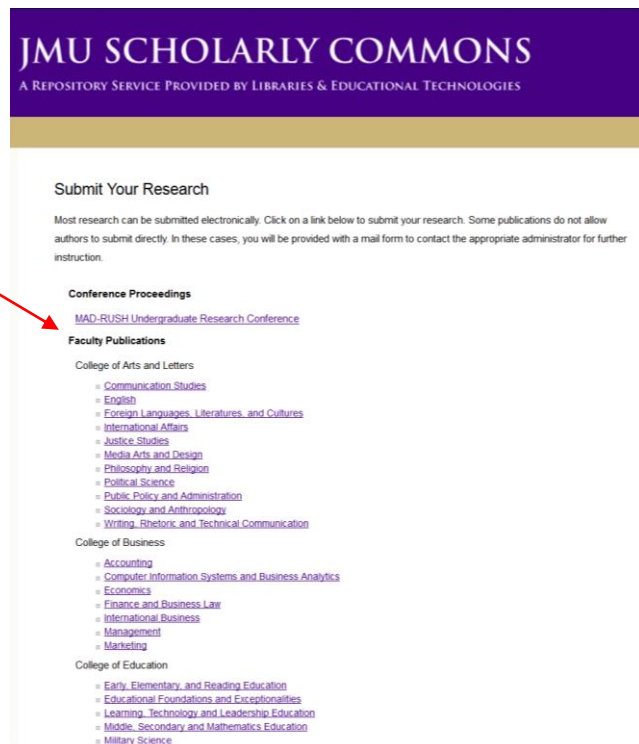 JMU SCHOLARLY COMMONS
A REPOSITORY SERVICE PROVIDED BY LIBRARIES & EDUCATIONAL TECHNOLOGIES
Submit Your Research
Most research can be submitted electronically. Click on a link below to submit your research. Some publications do not allow
authors to submit directly. In these cases, you will be provided with a mail form to contact the appropriate administrator for further
instruction.
Conference Proceedings
MAD-RUSH Undergraduate Research Conference
Faculty Publications
College of Arts and Letters
Communication Studies
English
Foreign Languages, Literatures, and Cultures
International Affairs
Justice Studies
Media Arts and Design
Philosophy and Religion
Political Science
Public Policy and Administration
Sociology and Anthropology
Writing, Rhetoric and Technical Communication
College of Business
Accounting
Computer Information Systems and Business Analytics
Economics
Finance and Business Law
International Business
Management
Marketing
College of Education
Early, Elementary, and Reading Education
Educational Foundations and Exceptionalities
Learning, Technology and Leadership Education
Middle, Secondary and Mathematics Education
Military Science